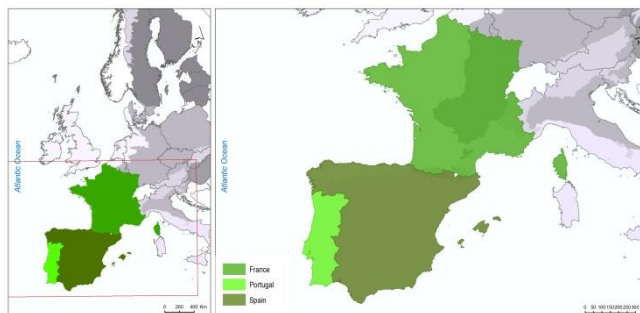 Atlantic Ocean
0 200 400 Km
Atlantic Ocean
France
Portugal
Spain